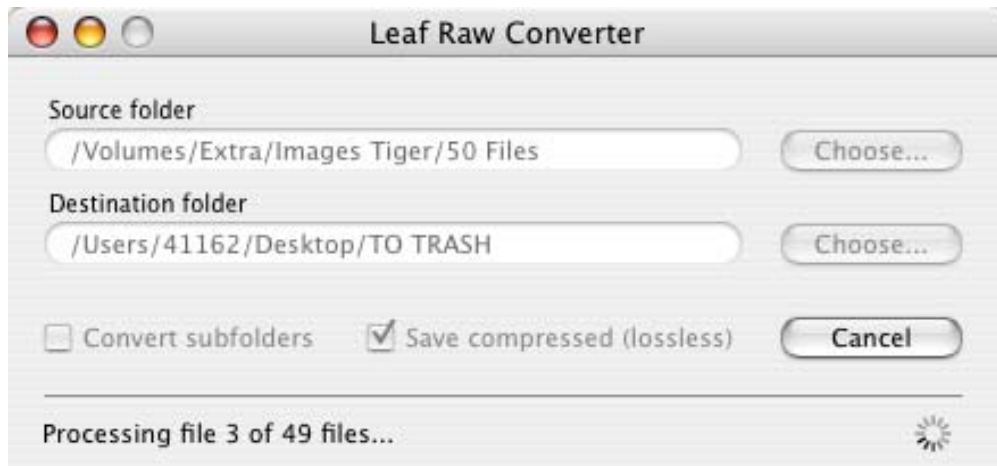 Leaf Raw Converter
Source folder
/Volumes/Extra/Images Tiger/50 Files
Choose...
Destination folder
/Users/41162/Desktop/TO TRASH
Choose...
Convert subfolders
Save compressed (lossless)
Cancel
Processing file 3 of 49 files...